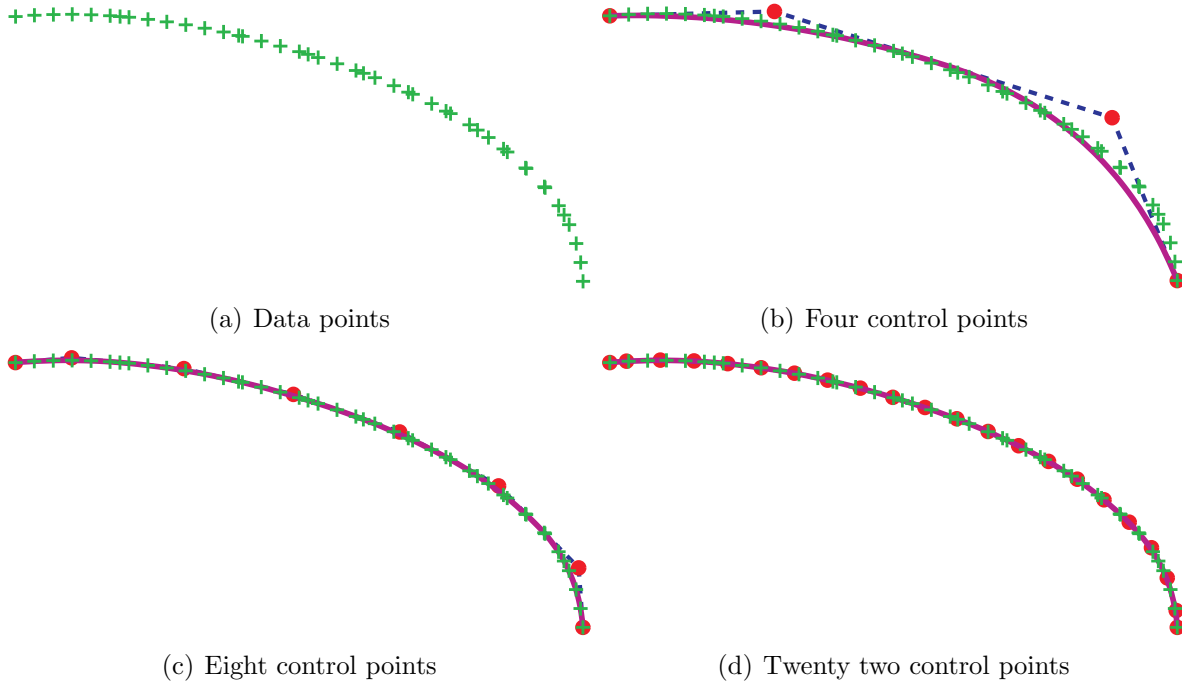 (a) Data points
(b) Four control points
(c) Eight control points
(d) Twenty two control points